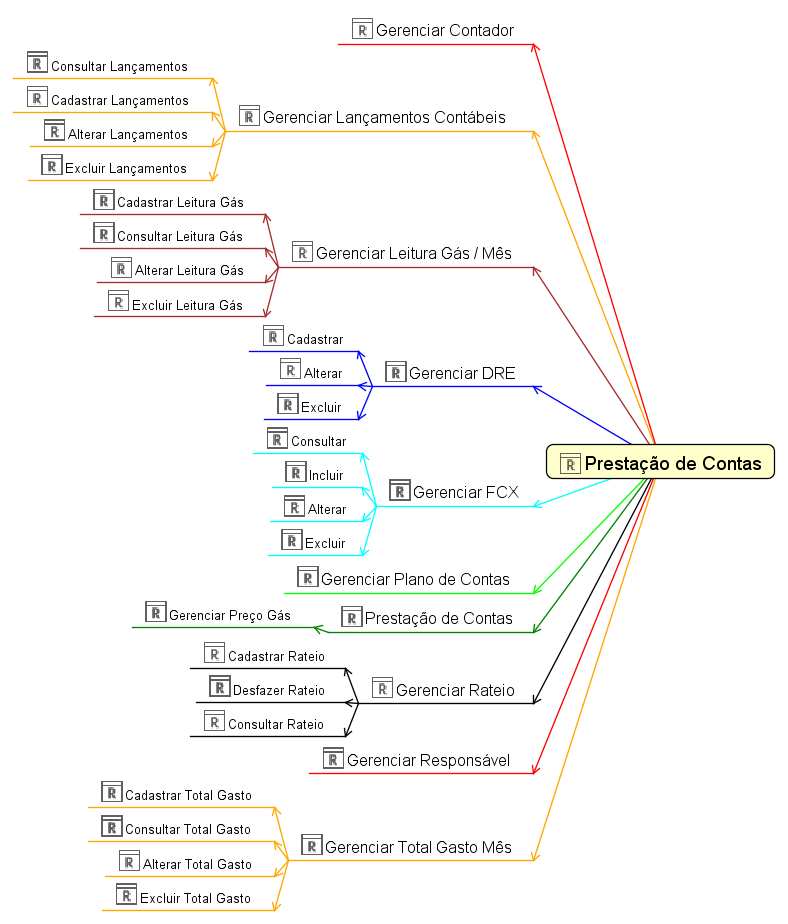 Gerenciar Contador
Consultar Lançamentos
Cadastrar Lançamentos
Gerenciar Lançamentos Contábeis
Alterar Lançamentos
Excluir Lançamentos
Cadastrar Leitura Gás
Consultar Leitura Gás
Gerenciar Leitura Gás / Mês
Alterar Leitura Gás
Excluir Leitura Gás
Cadastrar
Alterar
Gerenciar DRE
Excluir
Prestação de Contas
Consultar
Incluir
Gerenciar FCX
Alterar
Excluir
Gerenciar Plano de Contas
Gerenciar Preço Gás
Prestação de Contas
Cadastrar Rateio
Desfazer Rateio
Gerenciar Rateio
Consultar Rateio
Gerenciar Responsável
Cadastrar Total Gasto
Consultar Total Gasto
Gerenciar Total Gasto Mês
Alterar Total Gasto
Excluir Total Gasto